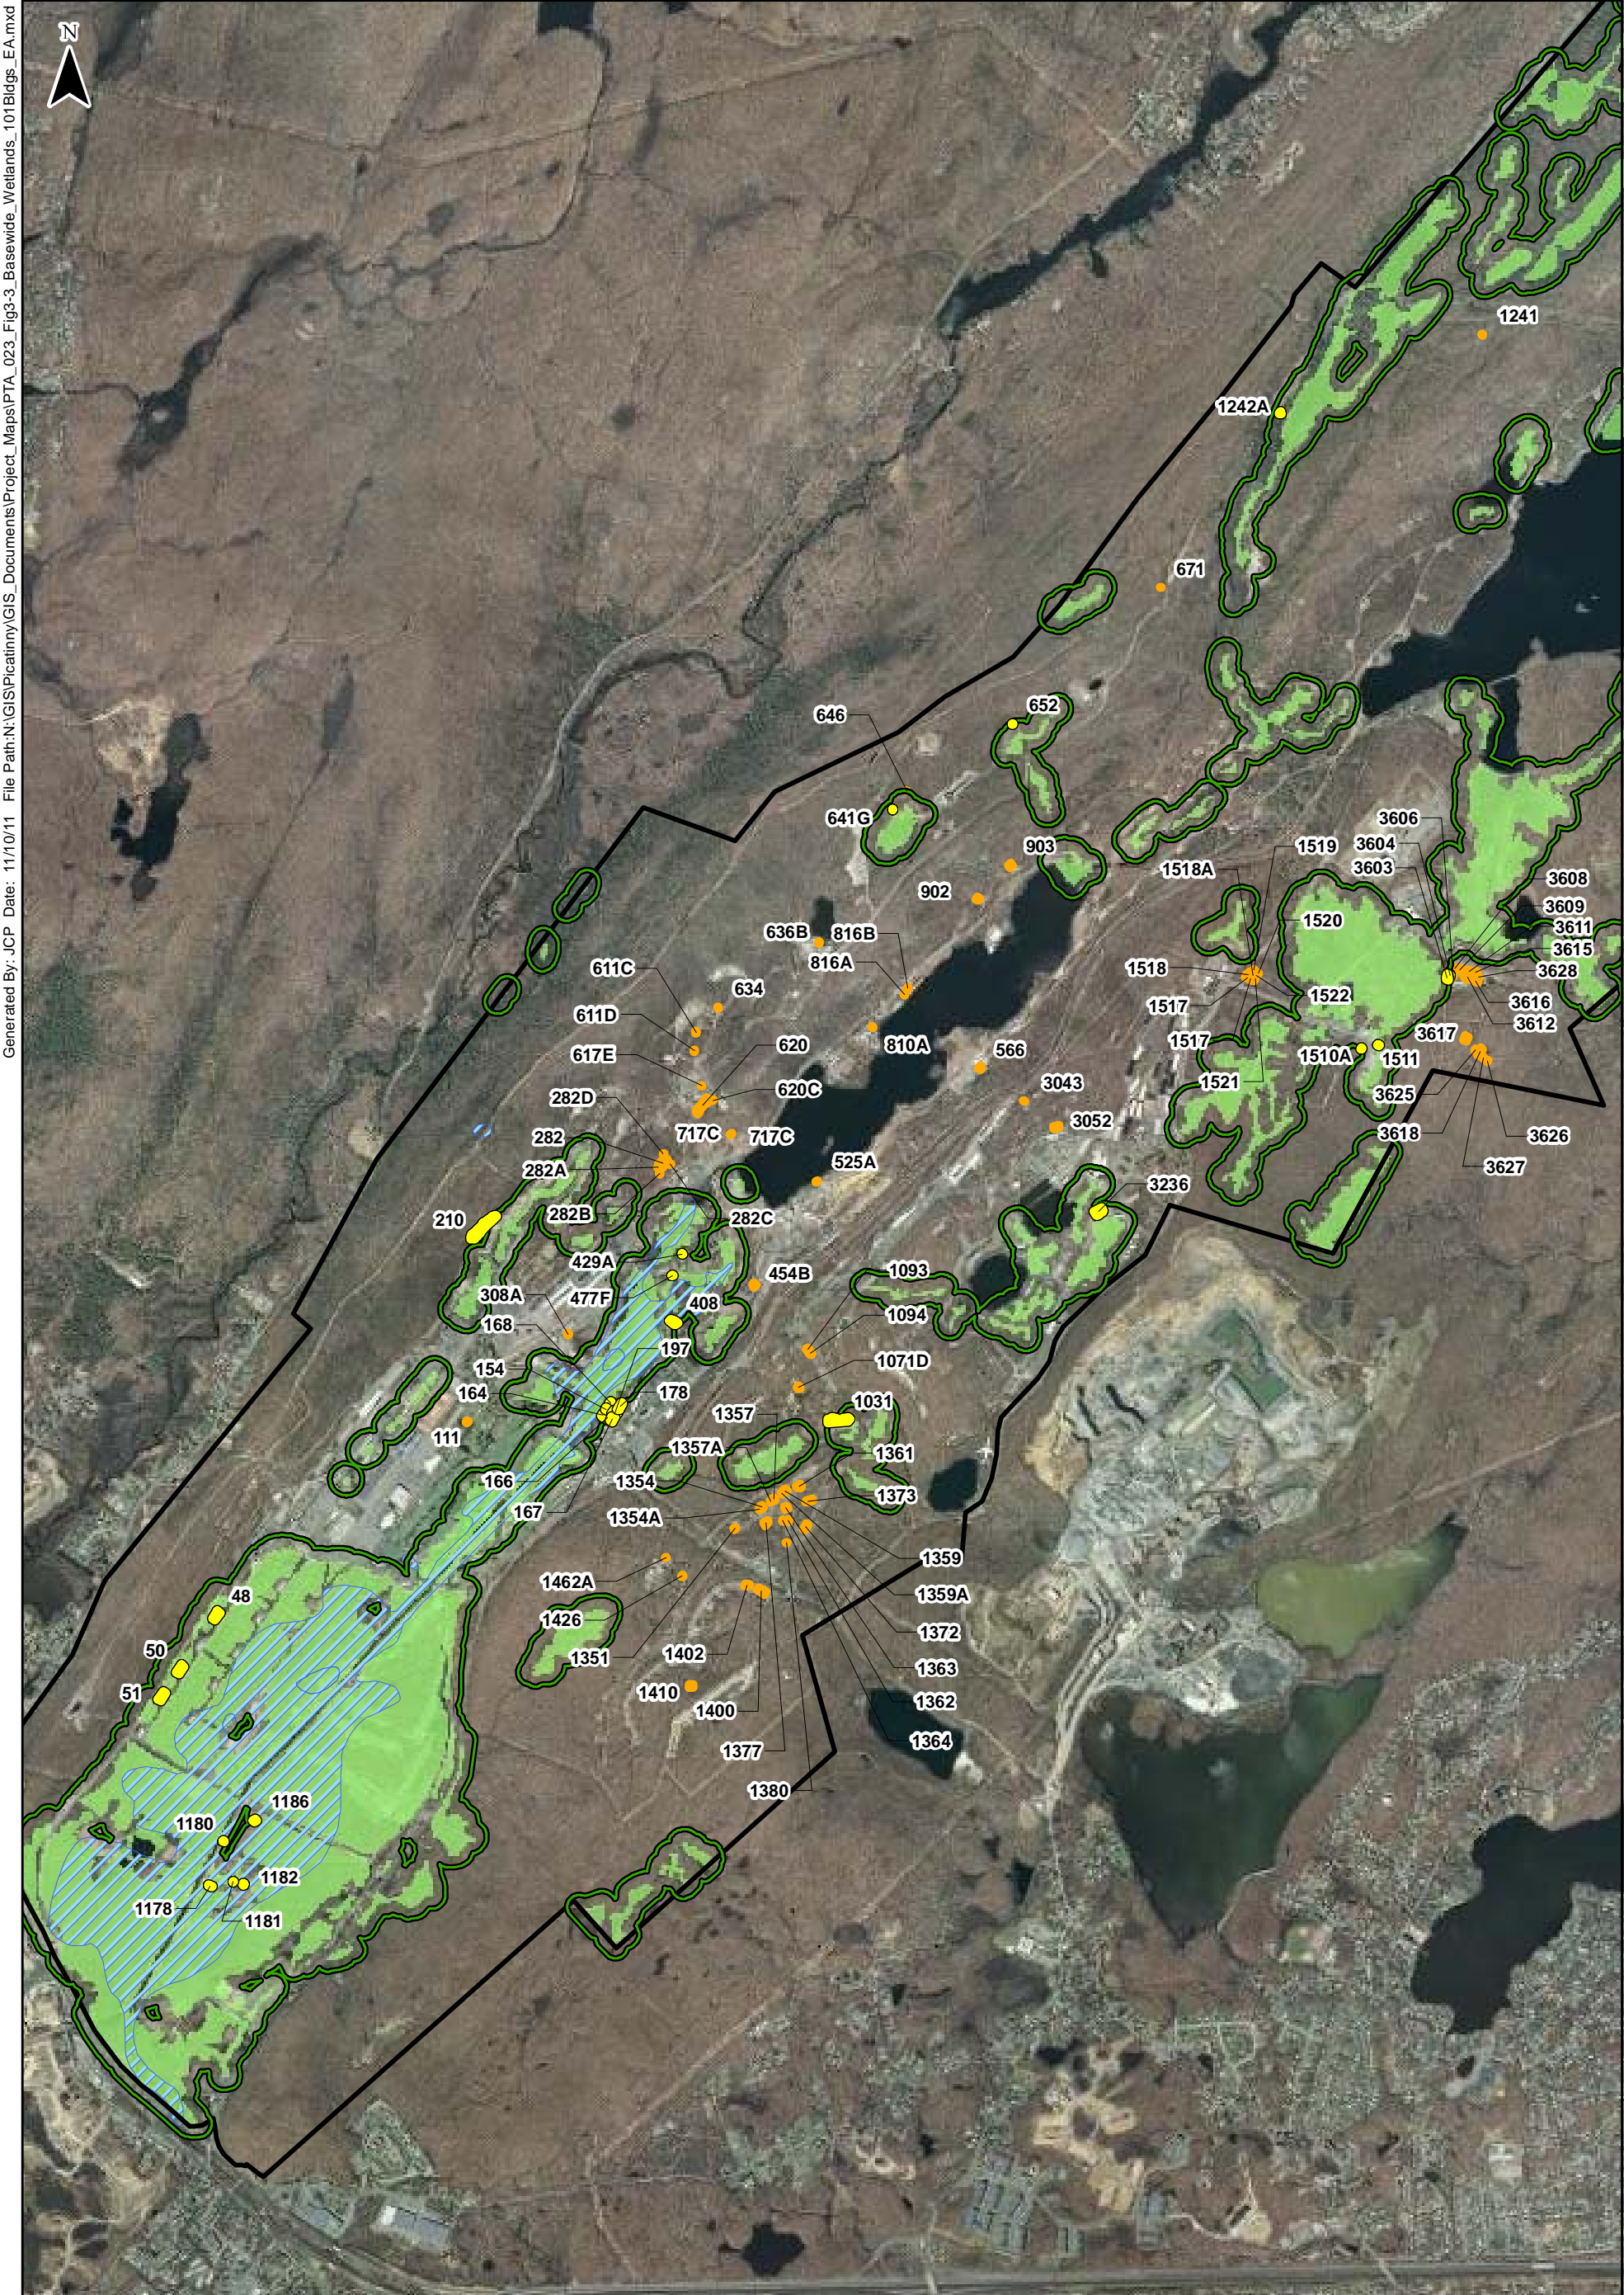 Generated By: JCP Date: 11/10/11 File Path:N:\GIS\Picatinny\GIS_Documents\Project_Maps\PTA_023_Fig3-3_Basewide_Wetlands_101Bldgs_EA.mxd
N
1241
1242A
671
652
646
641G
3606
903
1519
3604
1518A
3603
3608
902
3609
1520
3611
636B
816B
3615
816A
611C
1518
3628
634
1522
1517
3616
611D
3612
3617
1517
620
810A
566
617E
1510A
1511
1521
3043
620C
282D
3625
3052
717C
717C
282
3618
3626
525A
282A
3627
3236
210
282B
282C
429A
1093
454B
308A
477F
408
1094
168
197
1071D
154
164
178
1031
1357
111
1357A
1361
166
1354
1373
167
1354A
1359
1462A
1359A
48
1426
1372
50
1351
1402
1363
51
1410
1362
1400
1364
1377
1380
1186
1180
1182
1178
1181